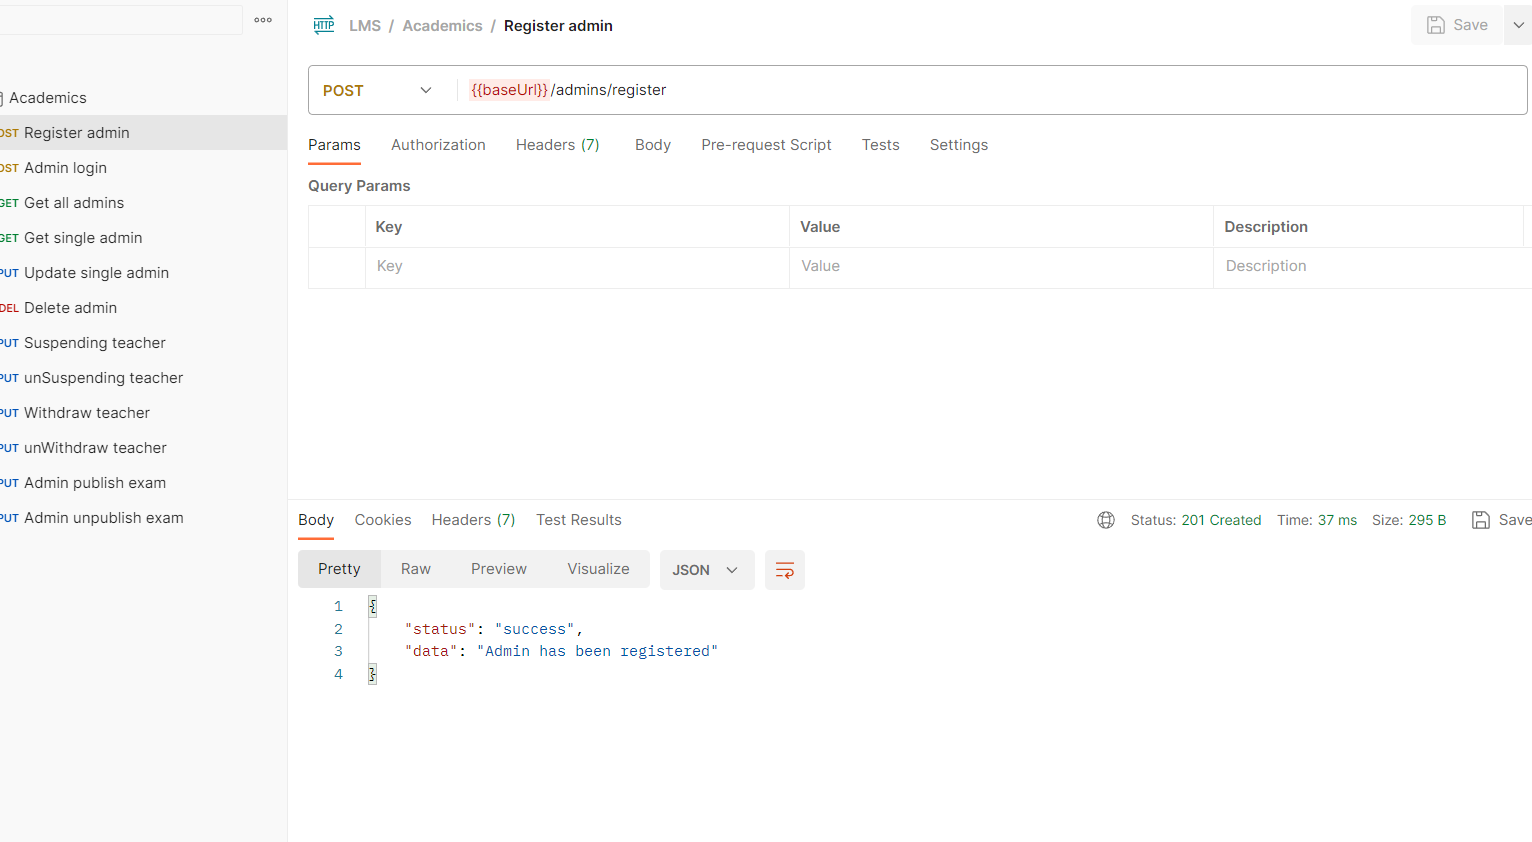 HTTP LMS / Academics / Register admin
Save
POST {{baseUrl}}/admins/register
Params Authorization Headers (7) Body Pre-request Script Tests Settings
Query Params
Key Value Description
Key Value Description
Academics
OST Register admin
OST Admin login
GET Get all admins
GET Get single admin
PUT Update single admin
DEL Delete admin
PUT Suspending teacher
PUT unSuspending teacher
PUT Withdraw teacher
PUT unWithdraw teacher
PUT Admin publish exam
PUT Admin unpublish exam
Body Cookies Headers (7) Test Results
Status: 201 Created Time: 37 ms Size: 295 B Save
Pretty Raw Preview Visualize JSON
1 {
2 "status": "success",
3 "data": "Admin has been registered"
4 }